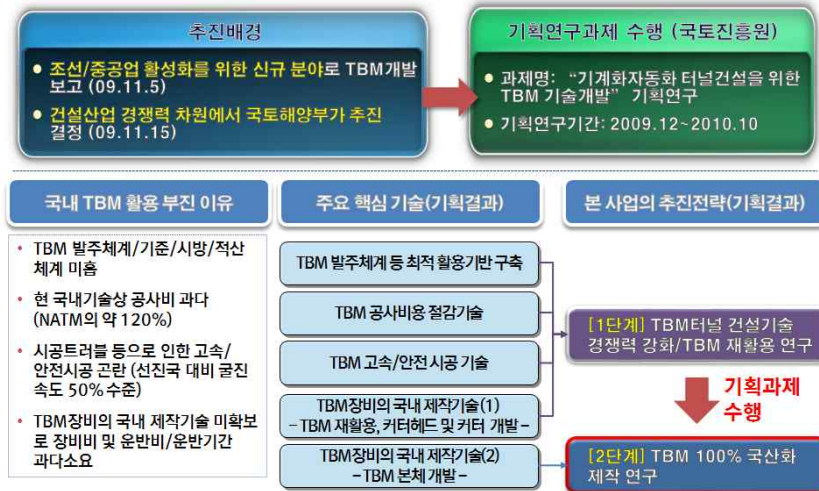 추진배경
• 조선/중공업 활성화를 위한 신규 분야로 TBM개발
보고 (09.11.5)
• 건설산업 경쟁력 차원에서 국토해양부가 추진
결정 (09.11.15)
기획연구과제 수행 (국토진흥원)
• 과제명: “기계화자동화 터널건설을 위한
TBM 기술개발” 기획연구
• 기획연구기간: 2009.12~2010.10
국내 TBM 활용 부진 이유
• TBM 발주체계/기준/시방/적산
체계 미흡
• 현 국내기술상 공사비 과다
(NATM의 약 120%)
• 시공트러블 등으로 인한 고속/
안전시공 곤란 (선진국 대비 굴진
속도 50% 수준)
• TBM장비의 국내 제작기술 미확보
로 장비비 및 운반비/운반기간
과다소요
주요 핵심 기술(기획결과)
TBM 발주체계 등 최적 활용기반 구축
TBM 공사비용 절감기술
TBM 고속/안전 시공 기술
TBM장비의 국내 제작기술(1)
- TBM 재활용, 커터헤드 및 커터 개발 -
TBM장비의 국내 제작기술(2)
- TBM 본체 개발 -
본 사업의 추진전략(기획결과)
[1단계] TBM터널 건설기술
경쟁력 강화/TBM 재활용 연구
기획과제
수행
[2단계] TBM 100% 국산화
제작 연구